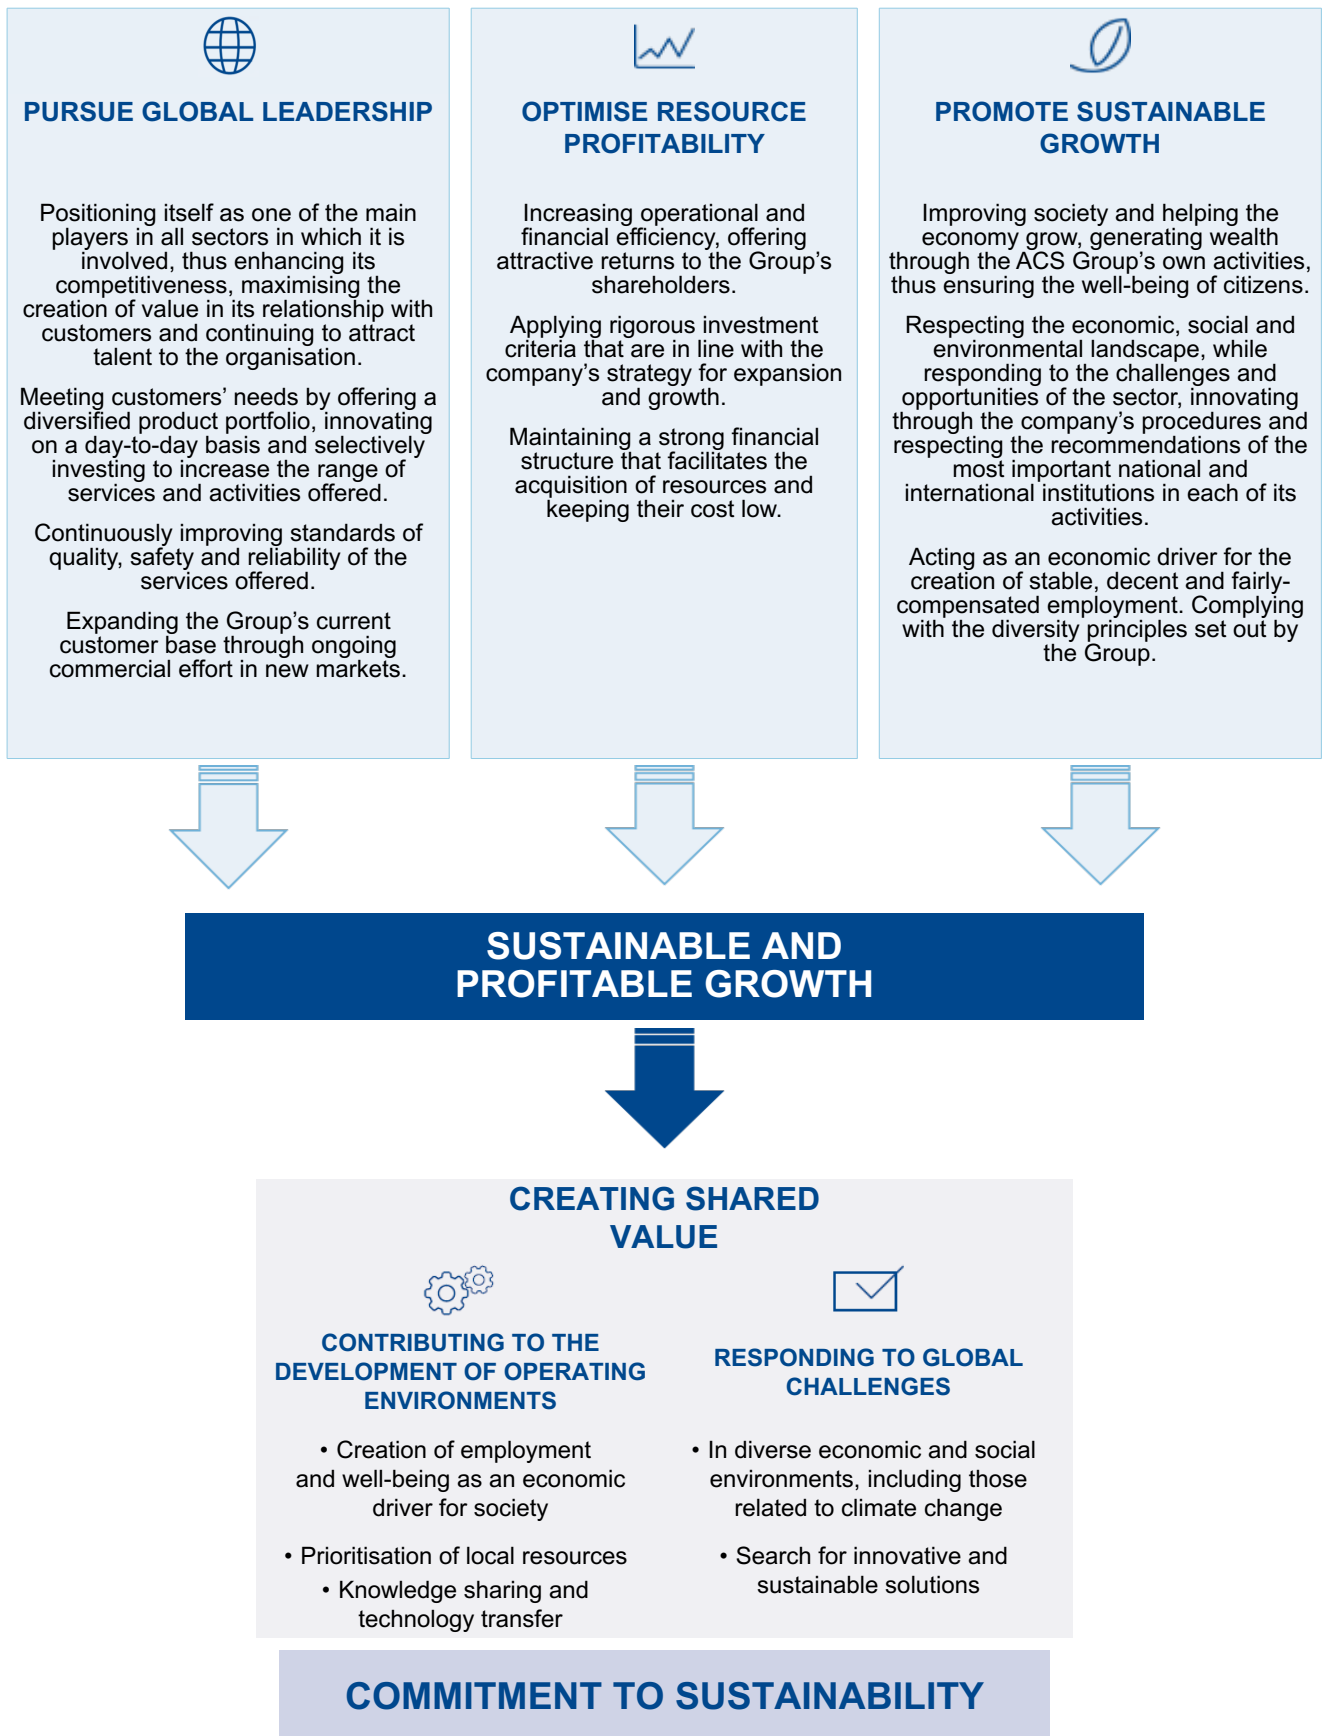 PURSUE GLOBAL LEADERSHIP
Positioning itself as one of the main
players in all sectors in which it is
involved, thus enhancing its
competitiveness, maximising the
creation of value in its relationship with
customers and continuing to attract
talent to the organisation.
Meeting customers’ needs by offering a
diversified product portfolio, innovating
on a day-to-day basis and selectively
investing to increase the range of
services and activities offered.
Continuously improving standards of
quality, safety and reliability of the
services offered.
Expanding the Group’s current
customer base through ongoing
commercial effort in new markets.
OPTIMISE RESOURCE
PROFITABILITY
Increasing operational and
financial efficiency, offering
attractive returns to the Group’s
shareholders.
Applying rigorous investment
criteria that are in line with the
company’s strategy for expansion
and growth.
Maintaining a strong financial
structure that facilitates the
acquisition of resources and
keeping their cost low.
PROMOTE SUSTAINABLE
GROWTH
Improving society and helping the
economy grow, generating wealth
through the ACS Group’s own activities,
thus ensuring the well-being of citizens.
Respecting the economic, social and
environmental landscape, while
responding to the challenges and
opportunities of the sector, innovating
through the company’s procedures and
respecting the recommendations of the
most important national and
international institutions in each of its
activities.
Acting as an economic driver for the
creation of stable, decent and fairly-
compensated employment. Complying
with the diversity principles set out by
the Group.
SUSTAINABLE AND
PROFITABLE GROWTH
CREATING SHARED
VALUE
CONTRIBUTING TO THE
DEVELOPMENT OF OPERATING
ENVIRONMENTS
• Creation of employment
and well-being as an economic
driver for society
• Prioritisation of local resources
• Knowledge sharing and
technology transfer
RESPONDING TO GLOBAL
CHALLENGES
• In diverse economic and social
environments, including those
related to climate change
• Search for innovative and
sustainable solutions
COMMITMENT TO SUSTAINABILITY